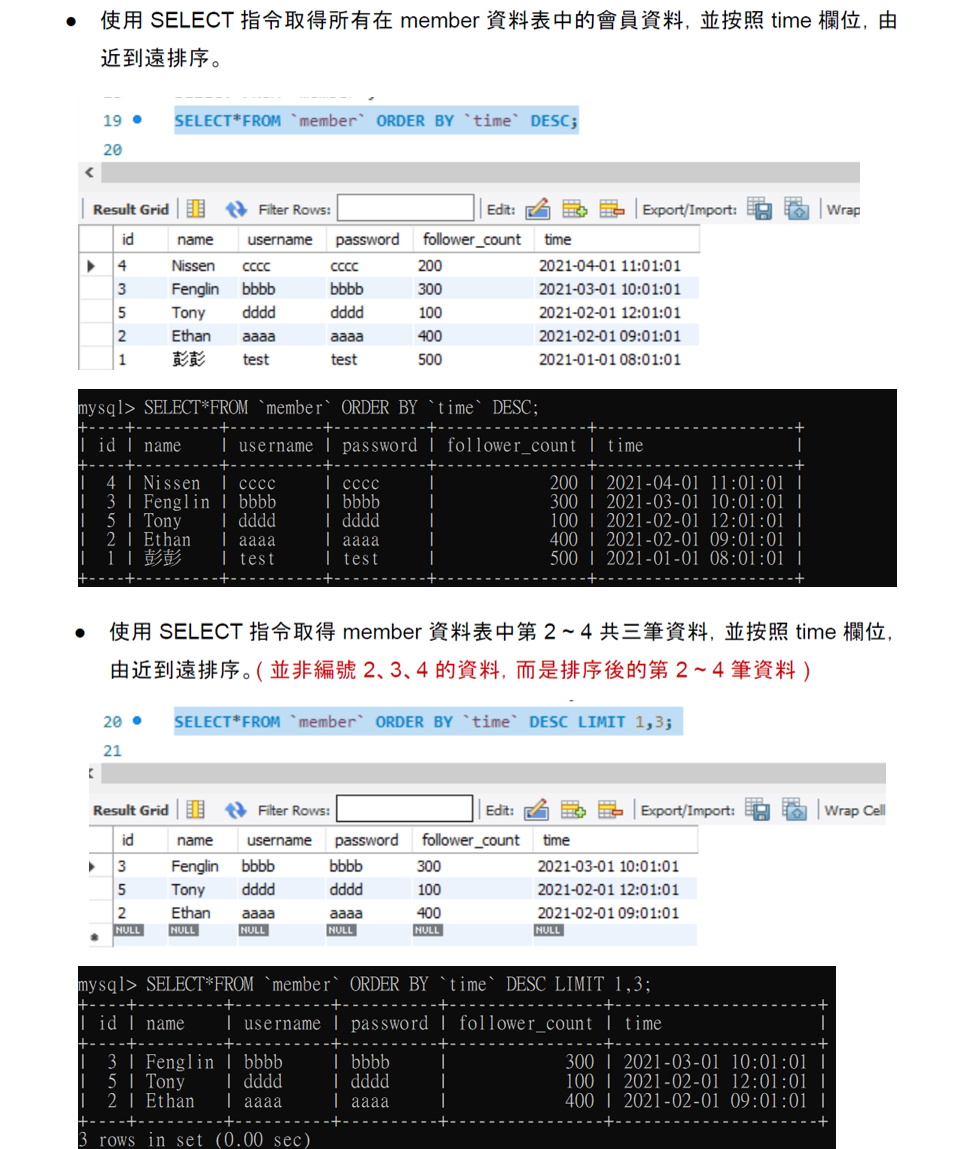 ● 使用 SELECT 指令取得所有在 member 資料表中的會員資料, 並按照 time 欄位, 由
近到遠排序。
19 ● SELECT*FROM `member` ORDER BY `time` DESC;
20
Result Grid Filter Rows: Edit: Export/Import: Wrap
id name username password follower_count time
4 Nissen cccc cccc 200 2021-04-01 11:01:01
3 Fenglin bbbb bbbb 300 2021-03-01 10:01:01
5 Tony dddd dddd 100 2021-02-01 12:01:01
2 Ethan aaaa aaaa 400 2021-02-01 09:01:01
1 彭彭 test test 500 2021-01-01 08:01:01
mysql> SELECT*FROM `member` ORDER BY `time` DESC;
| id | name | username | password | follower_count | time |
| 4 | Nissen | cccc | cccc | 200 | 2021-04-01 11:01:01 |
| 3 | Fenglin | bbbb | bbbb | 300 | 2021-03-01 10:01:01 |
| 5 | Tony | dddd | dddd | 100 | 2021-02-01 12:01:01 |
| 2 | Ethan | aaaa | aaaa | 400 | 2021-02-01 09:01:01 |
| 1 | 彭彭 | test | test | 500 | 2021-01-01 08:01:01 |
● 使用 SELECT 指令取得 member 資料表中第 2 ~ 4 共三筆資料, 並按照 time 欄位,
由近到遠排序。( 並非編號 2、3、4 的資料, 而是排序後的第 2 ~ 4 筆資料 )
20 ● SELECT*FROM `member` ORDER BY `time` DESC LIMIT 1,3;
21
Result Grid Filter Rows: Edit: Export/Import: Wrap Cell
id name username password follower_count time
3 Fenglin bbbb bbbb 300 2021-03-01 10:01:01
5 Tony dddd dddd 100 2021-02-01 12:01:01
2 Ethan aaaa aaaa 400 2021-02-01 09:01:01
NULL NULL NULL NULL NULL NULL
mysql> SELECT*FROM `member` ORDER BY `time` DESC LIMIT 1,3;
| id | name | username | password | follower_count | time |
| 3 | Fenglin | bbbb | bbbb | 300 | 2021-03-01 10:01:01 |
| 5 | Tony | dddd | dddd | 100 | 2021-02-01 12:01:01 |
| 2 | Ethan | aaaa | aaaa | 400 | 2021-02-01 09:01:01 |
3 rows in set (0.00 sec)